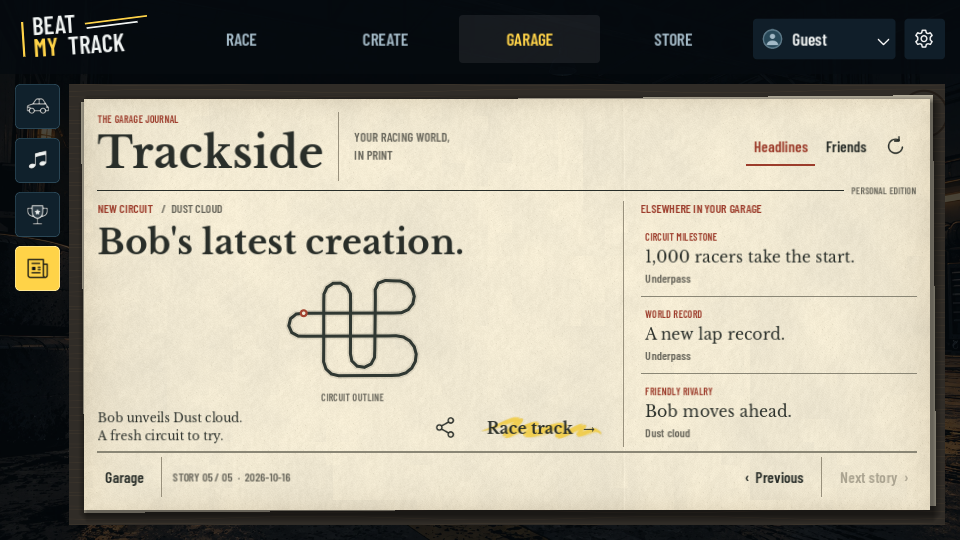 BEAT
MY TRACK
RACE
CREATE
GARAGE
STORE
Guest
THE GARAGE JOURNAL
Trackside
YOUR RACING WORLD,
IN PRINT
Headlines
Friends
PERSONAL EDITION
NEW CIRCUIT / DUST CLOUD
Bob's latest creation.
CIRCUIT OUTLINE
Bob unveils Dust cloud.
A fresh circuit to try.
Race track →
ELSEWHERE IN YOUR GARAGE
CIRCUIT MILESTONE
1,000 racers take the start.
Underpass
WORLD RECORD
A new lap record.
Underpass
FRIENDLY RIVALRY
Bob moves ahead.
Dust cloud
Garage
STORY 05 / 05 · 2026-10-16
‹ Previous
Next story ›